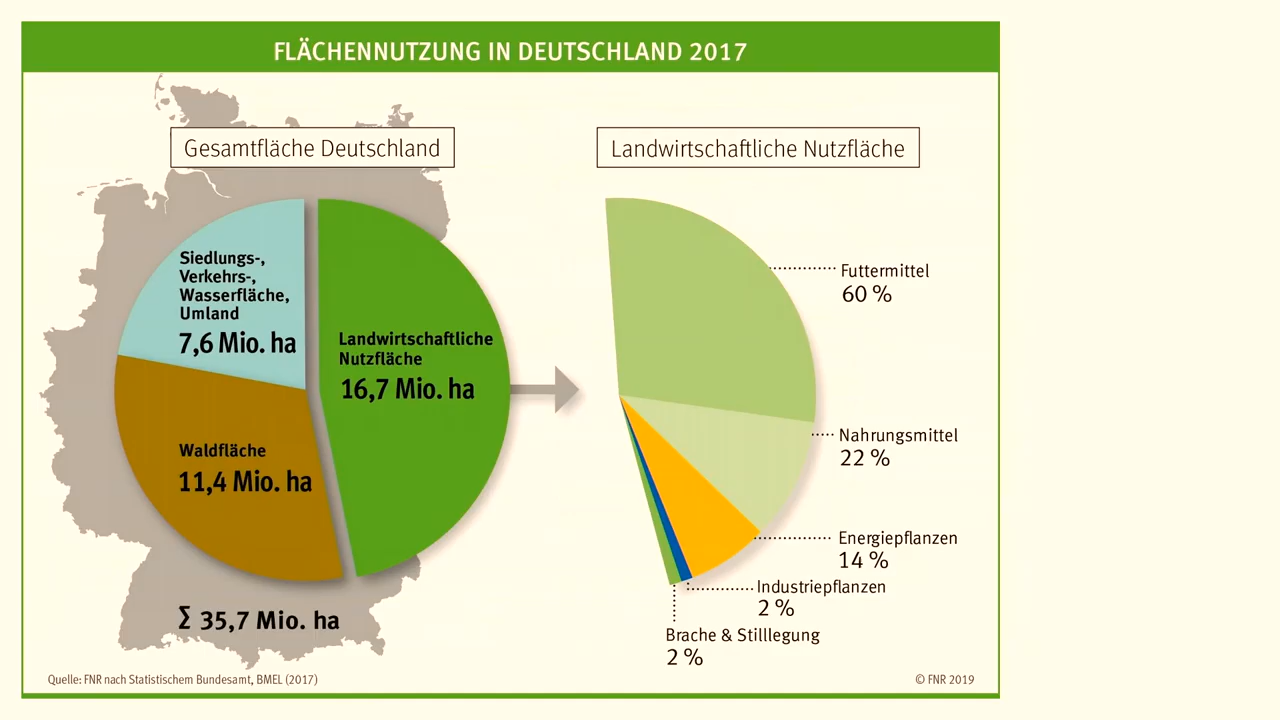 FLÄCHENNUTZUNG IN DEUTSCHLAND 2017
Gesamtfläche Deutschland
Siedlungs-,
Verkehrs-,
Wasserfläche,
Umland
7,6 Mio. ha
Landwirtschaftliche
Nutzfläche
16,7 Mio. ha
Waldfläche
11,4 Mio. ha
Σ 35,7 Mio. ha
Landwirtschaftliche Nutzfläche
Futtermittel
60 %
Nahrungsmittel
22 %
Energiepflanzen
14 %
Industriepflanzen
2 %
Brache & Stilllegung
2 %
Quelle: FNR nach Statistischem Bundesamt, BMEL (2017)
© FNR 2019